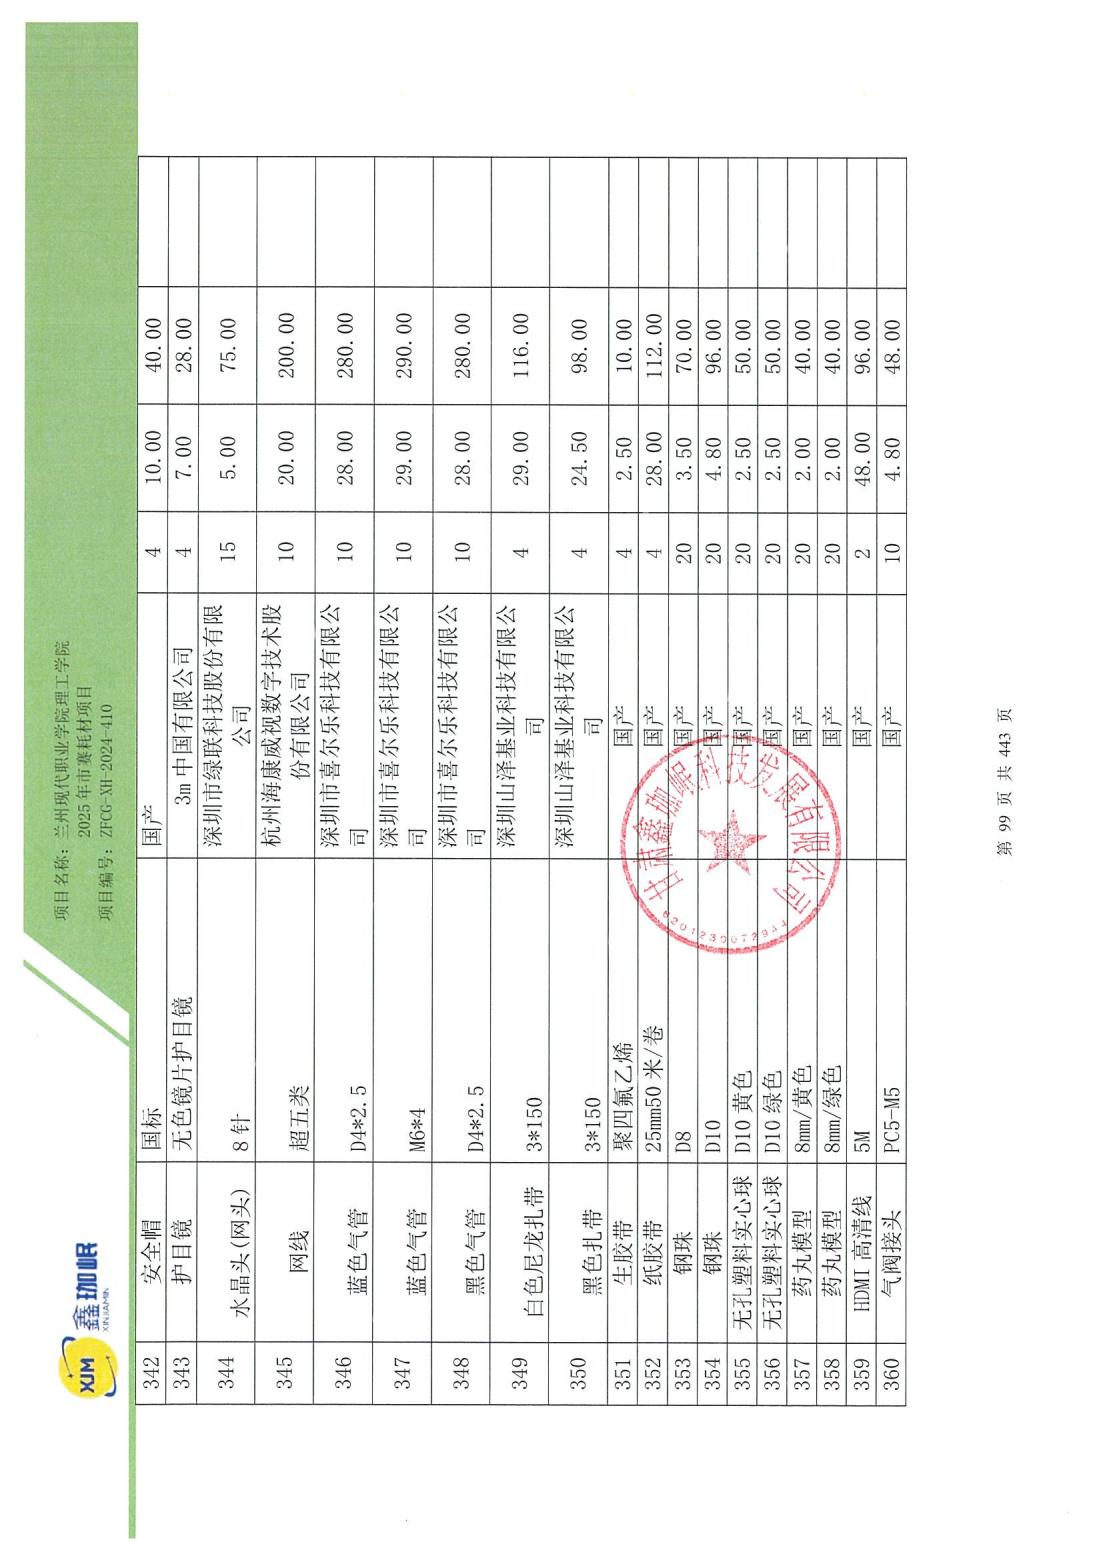 XJM
鑫珈岷
XINJIAMIN
项目名称：兰州现代职业学院理工学院
2025年市赛耗材项目
项目编号：ZFCG-XH-2024-410
342 安全帽 国标 国产 4 10.00 40.00
343 护目镜 无色镜片护目镜 3m中国有限公司 4 7.00 28.00
344 水晶头(网头) 8针 深圳市绿联科技股份有限公司 15 5.00 75.00
345 网线 超五类 杭州海康威视数字技术股份有限公司 10 20.00 200.00
346 蓝色气管 D4*2.5 深圳市喜尔乐科技有限公司 10 28.00 280.00
347 蓝色气管 M6*4 深圳市喜尔乐科技有限公司 10 29.00 290.00
348 黑色气管 D4*2.5 深圳市喜尔乐科技有限公司 10 28.00 280.00
349 白色尼龙扎带 3*150 深圳山泽基业科技有限公司 4 29.00 116.00
350 黑色扎带 3*150 深圳山泽基业科技有限公司 4 24.50 98.00
351 生胶带 聚四氟乙烯 国产 4 2.50 10.00
352 纸胶带 25mm50米/卷 国产 4 28.00 112.00
353 钢珠 D8 国产 20 3.50 70.00
354 钢珠 D10 国产 20 4.80 96.00
355 无孔塑料实心球 D10黄色 国产 20 2.50 50.00
356 无孔塑料实心球 D10绿色 国产 20 2.50 50.00
357 药丸模型 8mm/黄色 国产 20 2.00 40.00
358 药丸模型 8mm/绿色 国产 20 2.00 40.00
359 HDMI高清线 5M 国产 2 48.00 96.00
360 气阀接头 PC5-M5 国产 10 4.80 48.00
甘肃鑫珈岷科技发展有限公司
6201230072944
第 99 页 共 443 页